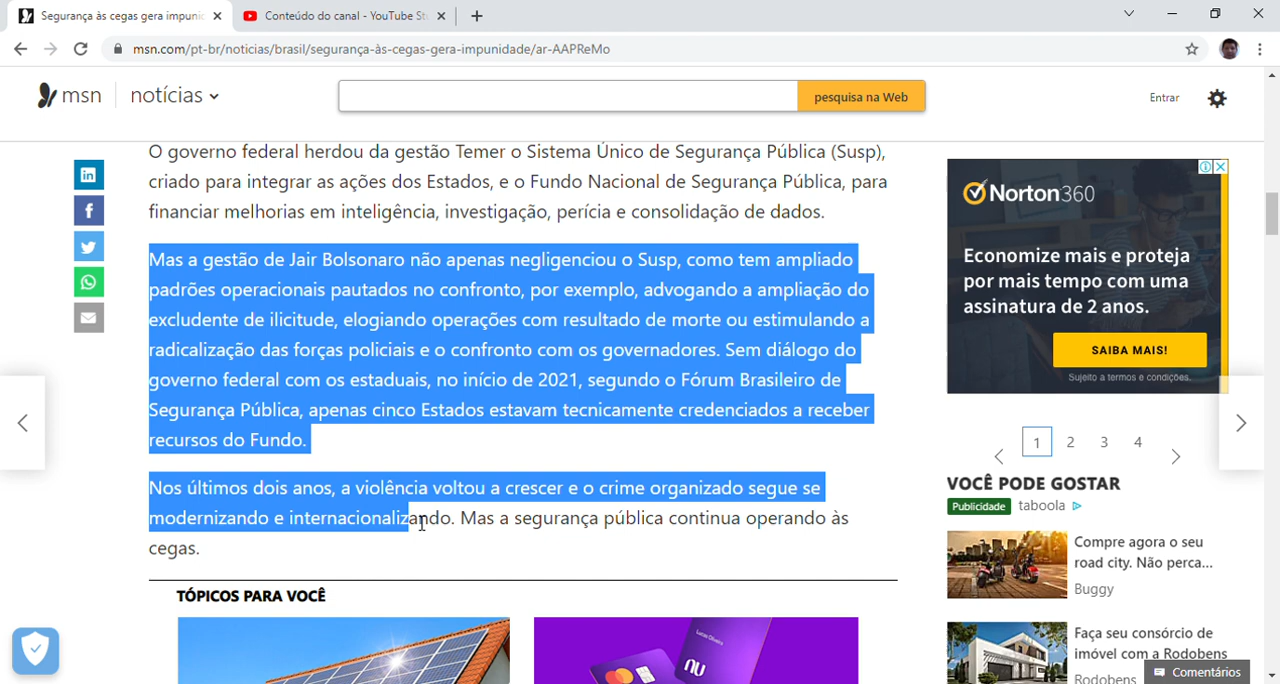 Segurança às cegas gera impunic
Conteúdo do canal - YouTube St
msn.com/pt-br/noticias/brasil/segurança-às-cegas-gera-impunidade/ar-AAPReMo
msn
notícias
pesquisa na Web
Entrar
O governo federal herdou da gestão Temer o Sistema Único de Segurança Pública (Susp),
criado para integrar as ações dos Estados, e o Fundo Nacional de Segurança Pública, para
financiar melhorias em inteligência, investigação, perícia e consolidação de dados.
Mas a gestão de Jair Bolsonaro não apenas negligenciou o Susp, como tem ampliado
padrões operacionais pautados no confronto, por exemplo, advogando a ampliação do
excludente de ilicitude, elogiando operações com resultado de morte ou estimulando a
radicalização das forças policiais e o confronto com os governadores. Sem diálogo do
governo federal com os estaduais, no início de 2021, segundo o Fórum Brasileiro de
Segurança Pública, apenas cinco Estados estavam tecnicamente credenciados a receber
recursos do Fundo.
Nos últimos dois anos, a violência voltou a crescer e o crime organizado segue se
modernizando e internacionalizando. Mas a segurança pública continua operando às
cegas.
TÓPICOS PARA VOCÊ
Norton360
Economize mais e proteja
por mais tempo com uma
assinatura de 2 anos.
SAIBA MAIS!
Sujeito a termos e condições.
1 2 3 4
VOCÊ PODE GOSTAR
Publicidade taboola
Compre agora o seu
road city. Não perca...
Buggy
Faça seu consórcio de
imóvel com a Rodobens
Rodobens
Comentários
nu